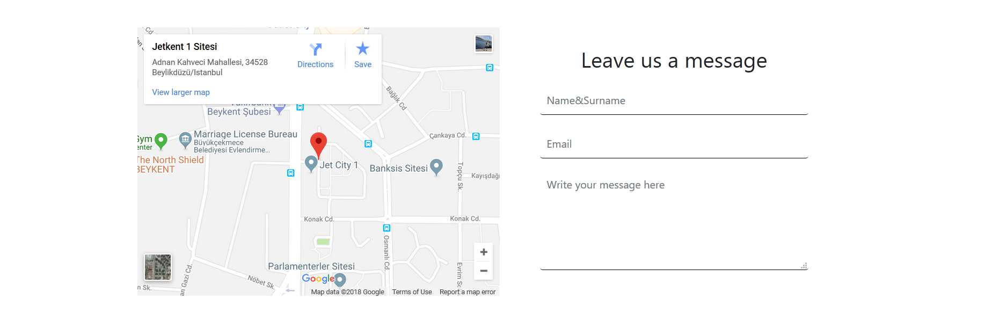 Jetkent 1 Sitesi
Adnan Kahveci Mahallesi, 34528
Beylikdüzü/Istanbul
Directions
Save
View larger map
Bağlık Cd
Beykent Şubesi
Marriage License Bureau
Büyükçekmece
Belediyesi Evlendirme...
Gym
The North Shield
BEYKENT
Jet City 1
Banksis Sitesi
Çankaya Cd.
Topçu Sk.
Kayışdağı
Konak Cd.
Konak Cd.
Osmanlı Cd.
Parlamenterler Sitesi
Nöbet Sk.
Gazi Cd.
Sk.
Evrim
Google
Map data ©2018 Google
Terms of Use
Report a map error
Leave us a message
Name&Surname
Email
Write your message here